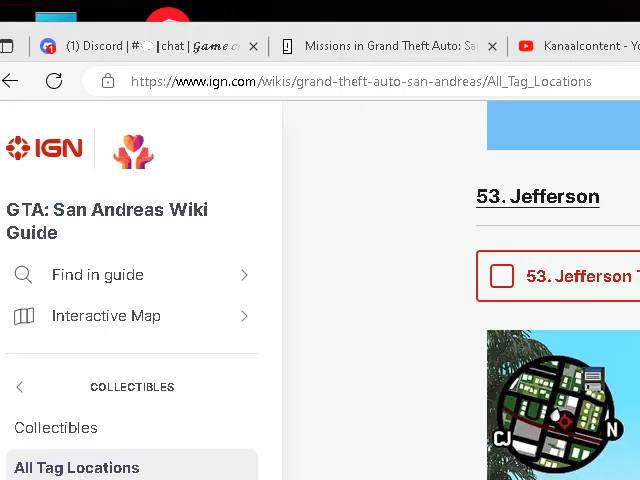 (1) Discord | #💭┃chat | 𝓖𝓪𝓶𝓮 𝓬
Missions in Grand Theft Auto: Sa
Kanaalcontent - Yo
https://www.ign.com/wikis/grand-theft-auto-san-andreas/All_Tag_Locations
IGN
GTA: San Andreas Wiki
Guide
Find in guide
Interactive Map
COLLECTIBLES
Collectibles
All Tag Locations
53. Jefferson
53. Jefferson T
CJ
N